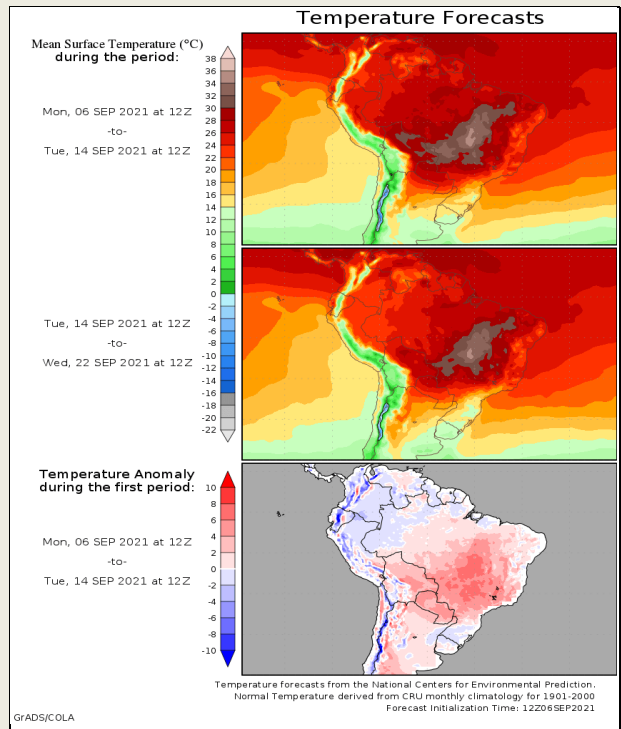 Temperature Forecasts
Mean Surface Temperature (°C)
during the period:
Mon, 06 SEP 2021 at 12Z
-to-
Tue, 14 SEP 2021 at 12Z
38
36
34
32
30
28
26
24
22
20
18
16
14
12
10
8
6
4
2
0
-2
-4
-6
-8
-10
-12
-14
-16
-18
-20
-22
Tue, 14 SEP 2021 at 12Z
-to-
Wed, 22 SEP 2021 at 12Z
Temperature Anomaly
during the first period:
Mon, 06 SEP 2021 at 12Z
-to-
Tue, 14 SEP 2021 at 12Z
10
8
6
4
2
0
-2
-4
-6
-8
-10
Temperature forecasts from the National Centers for Environmental Prediction.
Normal Temperature derived from CRU monthly climatology for 1901-2000
Forecast Initialization Time: 12Z06SEP2021
GrADS/COLA